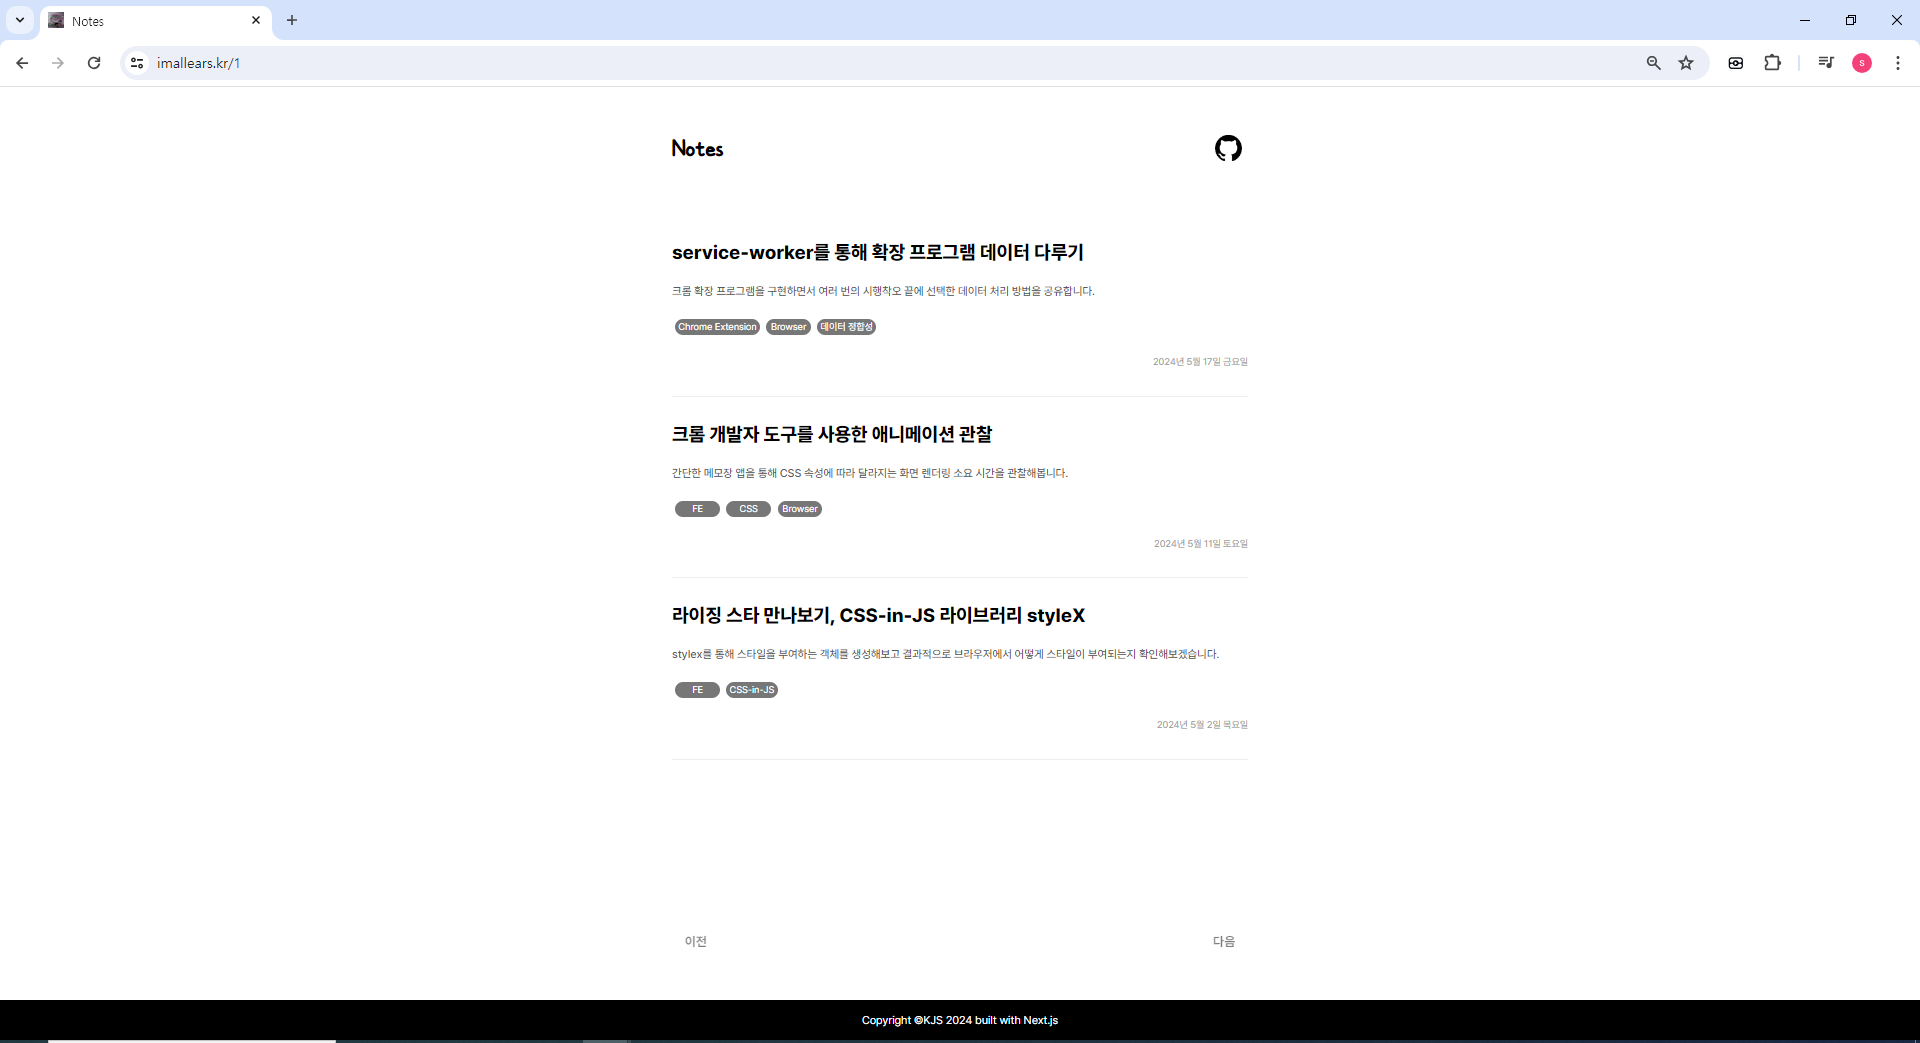 Notes
imallears.kr/1
S
Notes
service-worker를 통해 확장 프로그램 데이터 다루기
크롬 확장 프로그램을 구현하면서 여러 번의 시행착오 끝에 선택한 데이터 처리 방법을 공유합니다.
Chrome Extension Browser 데이터 정합성
2024년 5월 17일 금요일
크롬 개발자 도구를 사용한 애니메이션 관찰
간단한 메모장 앱을 통해 CSS 속성에 따라 달라지는 화면 렌더링 소요 시간을 관찰해봅니다.
FE CSS Browser
2024년 5월 11일 토요일
라이징 스타 만나보기, CSS-in-JS 라이브러리 styleX
stylex를 통해 스타일을 부여하는 객체를 생성해보고 결과적으로 브라우저에서 어떻게 스타일이 부여되는지 확인해보겠습니다.
FE CSS-in-JS
2024년 5월 2일 목요일
이전 다음
Copyright ©KJS 2024 built with Next.js